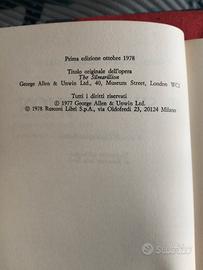 Prima edizione ottobre 1978
Titolo originale dell'opera
The Silmarillion
George Allen & Unwin Ltd., 40, Museum Street, London WC1
Tutti i diritti riservati
© 1977 George Allen & Unwin Ltd.
© 1978 Rusconi Libri S.p.A., via Oldofredi 23, 20124 Milano
subito